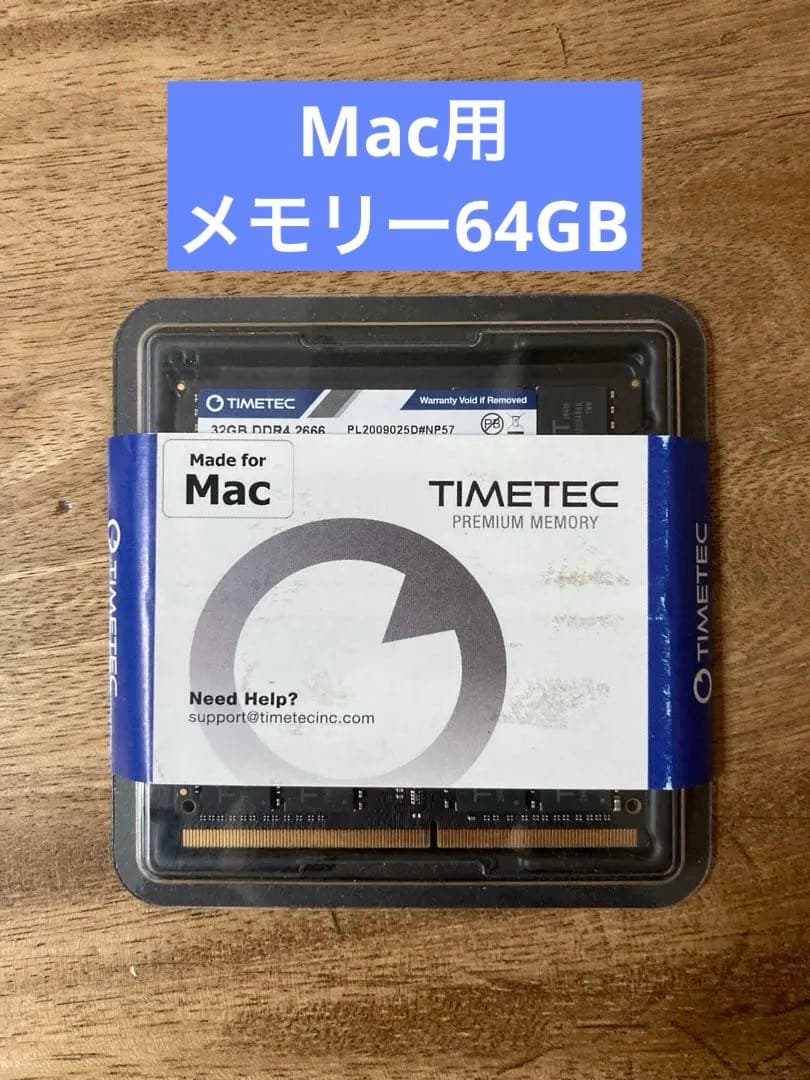 Mac用
メモリー64GB
TIMETEC
Warranty Void if Removed
32GB DDR4 2666 PL2009025D#NP57
Made for
Mac
TIMETEC
PREMIUM MEMORY
TIMETEC
TIMETEC
Need Help?
support@timetecinc.com